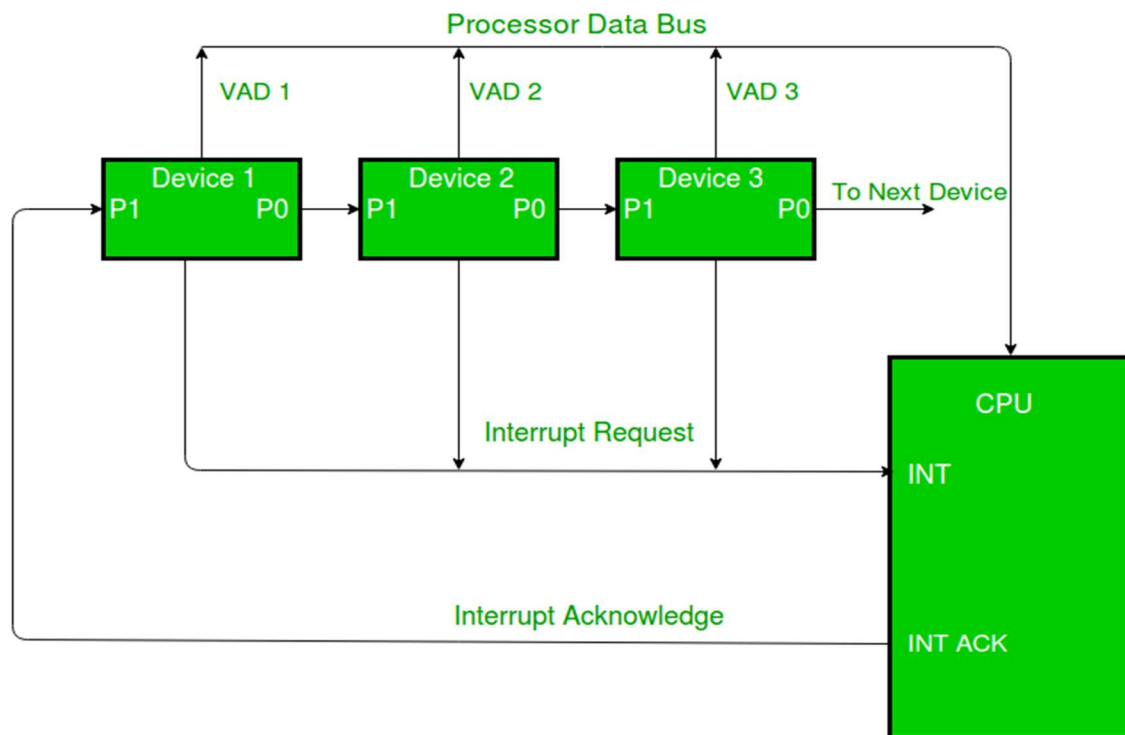 Processor Data Bus
VAD 1
VAD 2
VAD 3
Device 1
Device 2
Device 3
P1
P0
P1
P0
P1
P0
To Next Device
CPU
Interrupt Request
INT
Interrupt Acknowledge
INT ACK